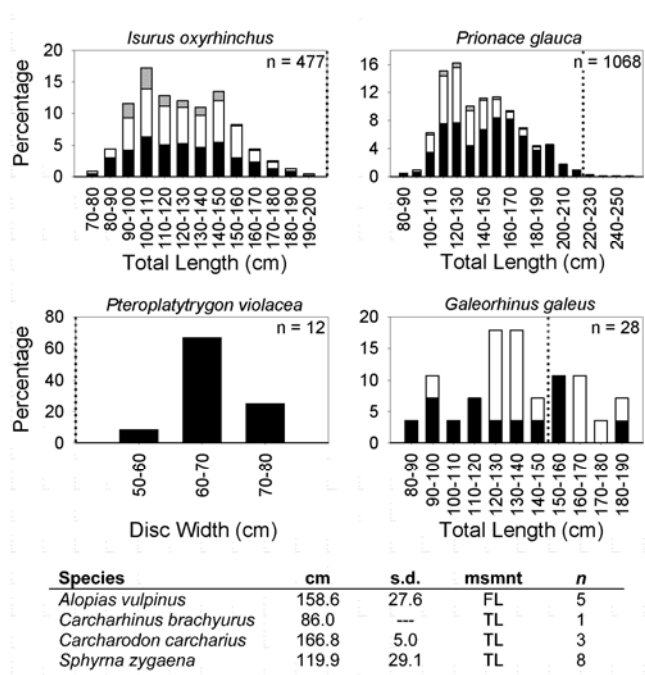 Isurus oxyrhinchus
n = 477
Percentage
20
15
10
5
0
70-80
80-90
90-100
100-110
110-120
120-130
130-140
140-150
150-160
160-170
170-180
180-190
190-200
Total Length (cm)
Prionace glauca
n = 1068
16
12
8
4
0
80-90
100-110
120-130
140-150
160-170
180-190
200-210
220-230
240-250
Total Length (cm)
Pteroplatytrygon violacea
n = 12
Percentage
80
60
40
20
0
50-60
60-70
70-80
Disc Width (cm)
Galeorhinus galeus
n = 28
20
15
10
5
0
80-90
90-100
100-110
110-120
120-130
130-140
140-150
150-160
160-170
170-180
180-190
Total Length (cm)
Species cm s.d. msmnt n
Alopias vulpinus 158.6 27.6 FL 5
Carcharhinus brachyurus 86.0 --- TL 1
Carcharodon carcharius 166.8 5.0 TL 3
Sphyrna zygaena 119.9 29.1 TL 8